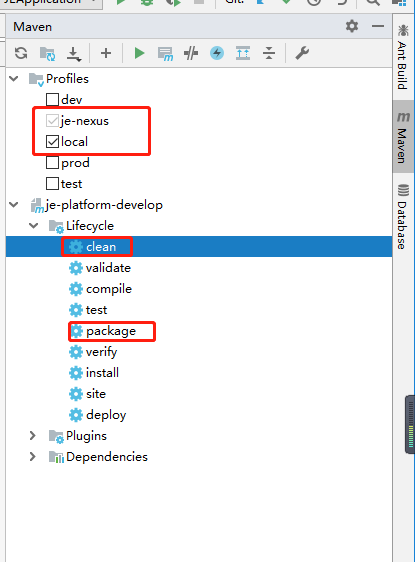 JEApplication
Git:
Maven
Profiles
dev
je-nexus
local
prod
test
je-platform-develop
Lifecycle
clean
validate
compile
test
package
verify
install
site
deploy
Plugins
Dependencies
Ant Build
m Maven
Database